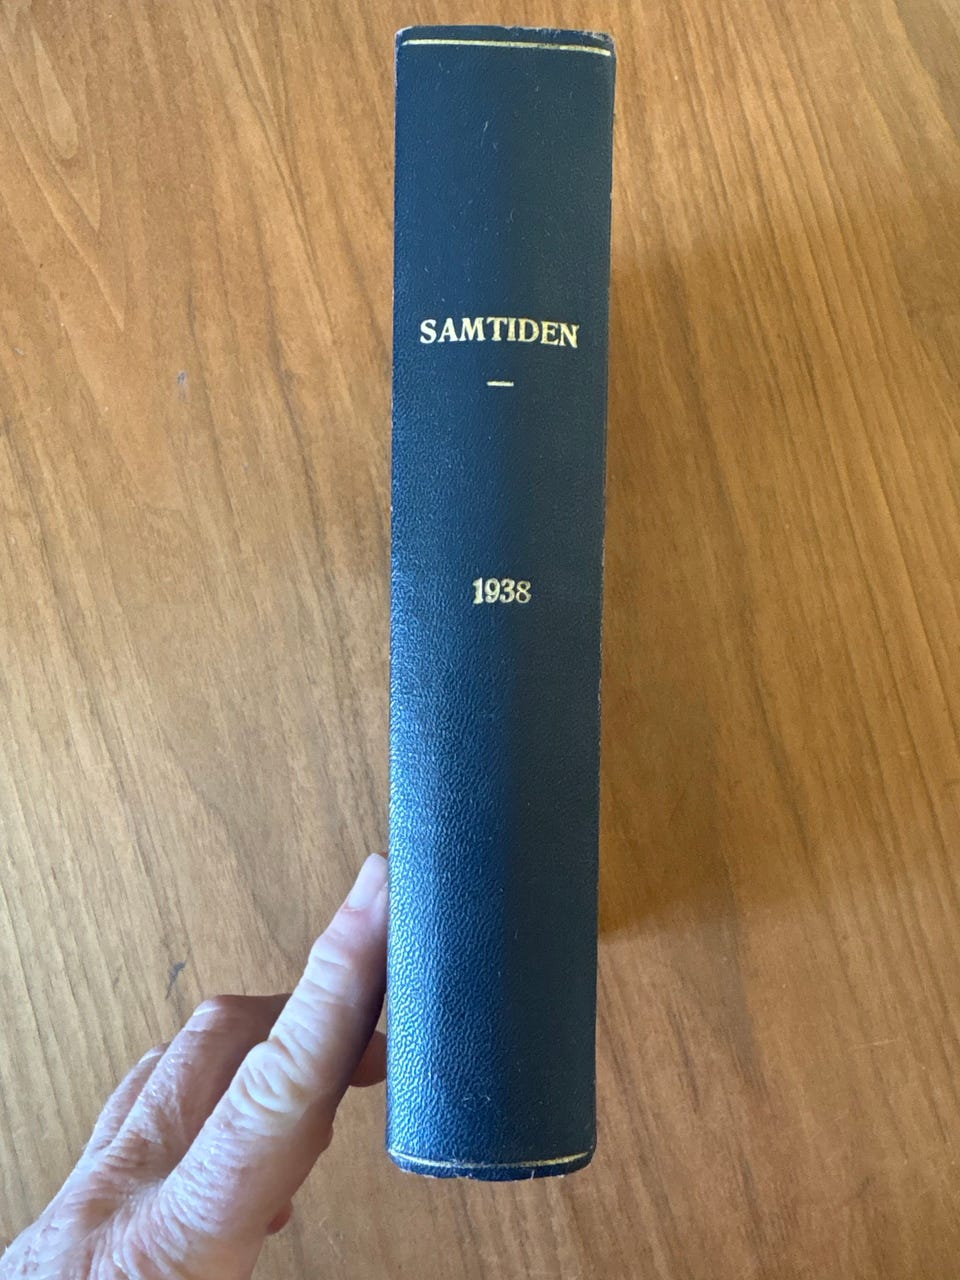 SAMTIDEN
—
1938